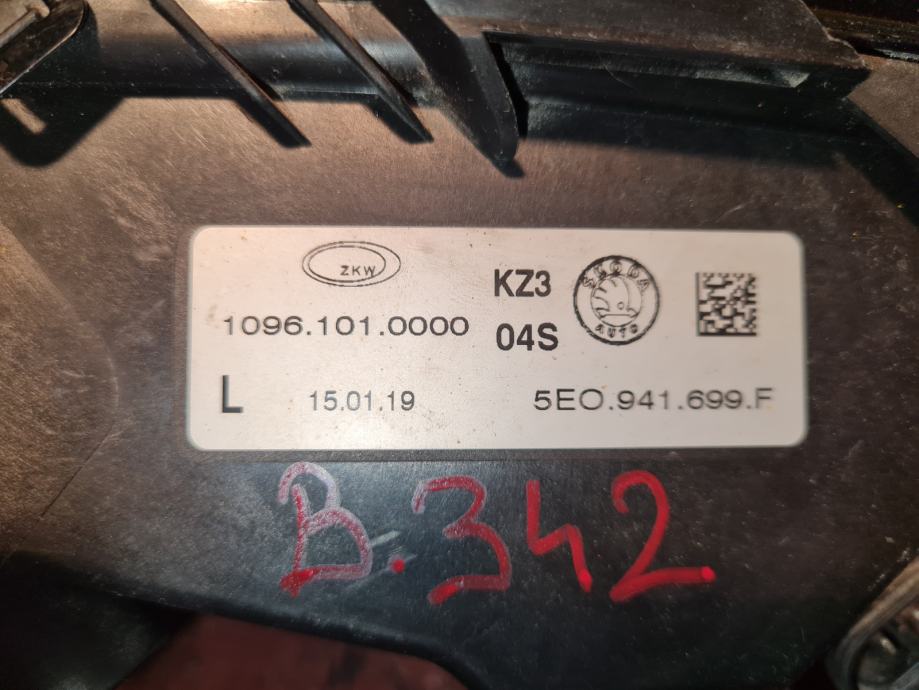 ZKW
KZ3
ŠKODA
AUTO
1096.101.0000
04S
L
15.01.19
5E0.941.699.F
B.342